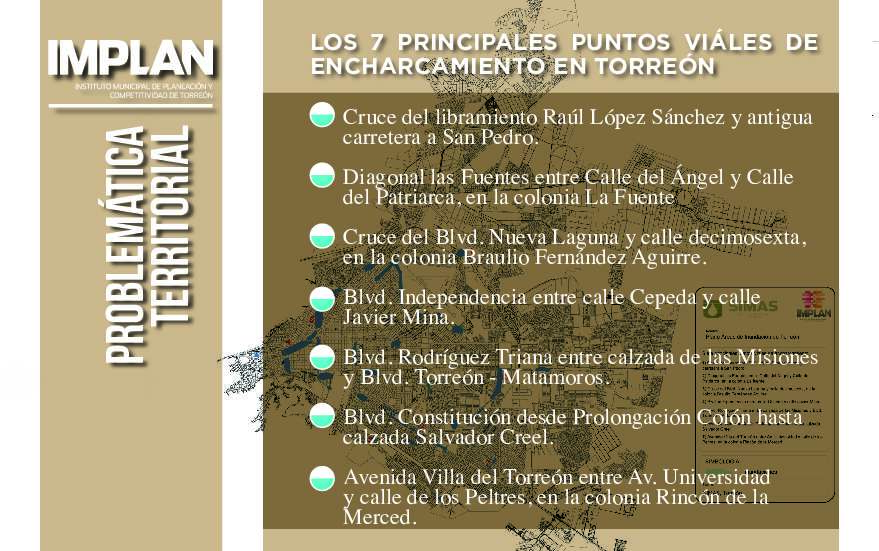 IMPLAN
INSTITUTO MUNICIPAL DE PLANEACIÓN Y
COMPETITIVIDAD DE TORREÓN
PROBLEMÁTICA
TERRITORIAL
LOS 7 PRINCIPALES PUNTOS VIÁLES DE
ENCHARCAMIENTO EN TORREÓN
Cruce del libramiento Raúl López Sánchez y antigua
carretera a San Pedro.
Diagonal las Fuentes entre Calle del Ángel y Calle
del Patriarca, en la colonia La Fuente
Cruce del Blvd. Nueva Laguna y calle decimosexta,
en la colonia Braulio Fernández Aguirre.
Blvd. Independencia entre calle Cepeda y calle
Javier Mina.
Blvd. Rodríguez Triana entre calzada de las Misiones
y Blvd. Torreón - Matamoros.
Blvd. Constitución desde Prolongación Colón hasta
calzada Salvador Creel.
Avenida Villa del Torreón entre Av. Universidad
y calle de los Peltres, en la colonia Rincón de la
Merced.
SIMAS
IMPLAN